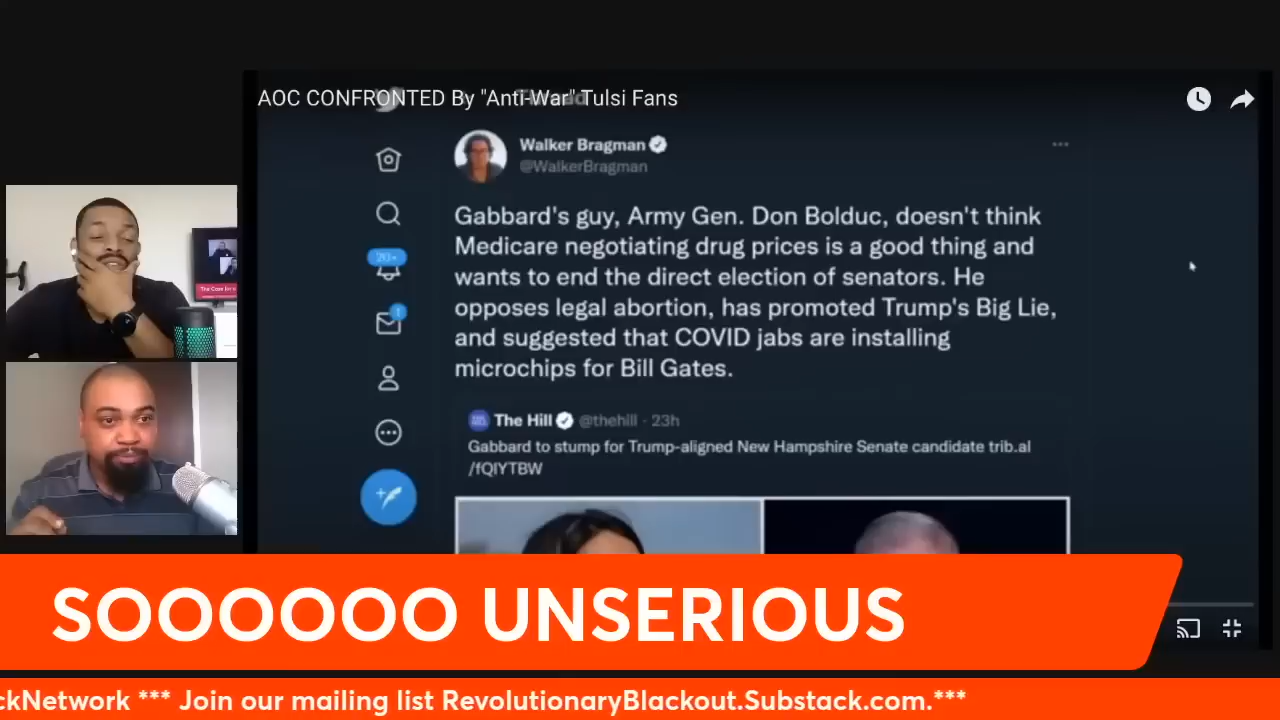 AOC CONFRONTED By "Anti-War" Tulsi Fans
Thread
Walker Bragman
@WalkerBragman
Gabbard's guy, Army Gen. Don Bolduc, doesn't think
Medicare negotiating drug prices is a good thing and
wants to end the direct election of senators. He
opposes legal abortion, has promoted Trump's Big Lie,
and suggested that COVID jabs are installing
microchips for Bill Gates.
20+
1
The Hill @thehill · 23h
Gabbard to stump for Trump-aligned New Hampshire Senate candidate trib.al
/fQIYTBW
SOOOOOO UNSERIOUS
ckNetwork *** Join our mailing list RevolutionaryBlackout.Substack.com.***